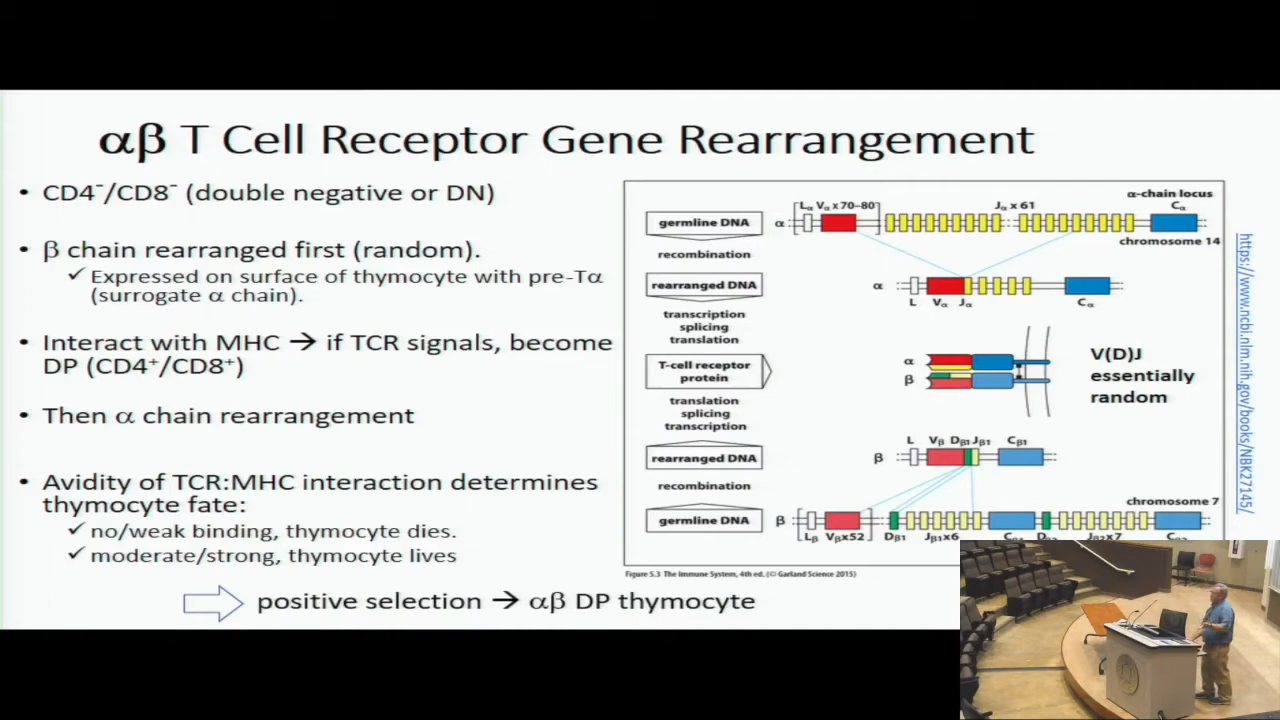 αβ T Cell Receptor Gene Rearrangement
• CD4⁻/CD8⁻ (double negative or DN)
• β chain rearranged first (random).
✓ Expressed on surface of thymocyte with pre-Tα
(surrogate α chain).
• Interact with MHC → if TCR signals, become
DP (CD4⁺/CD8⁺)
• Then α chain rearrangement
• Avidity of TCR:MHC interaction determines
thymocyte fate:
✓ no/weak binding, thymocyte dies.
✓ moderate/strong, thymocyte lives
positive selection → αβ DP thymocyte
α-chain locus
Lα Vα x 70–80
Jα x 61
Cα
germline DNA
α
chromosome 14
recombination
rearranged DNA
α
L Vα Jα
Cα
transcription
splicing
translation
T-cell receptor
protein
α
β
V(D)J
essentially
random
translation
splicing
transcription
L Vβ Dβ1 Jβ1 Cβ1
rearranged DNA
β
recombination
chromosome 7
germline DNA
β
Lβ Vβx52 Dβ1 Jβ1x6
Jβ2x7
Figure 5.3 The Immune System, 4th ed. (© Garland Science 2015)
https://www.ncbi.nlm.nih.gov/books/NBK27145/